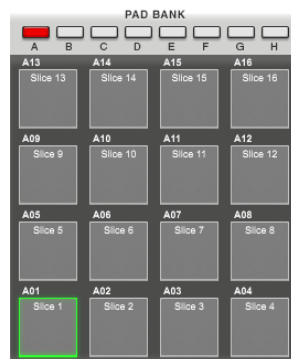 PAD BANK
A B C D E F G H
A13 A14 A15 A16
Slice 13 Slice 14 Slice 15 Slice 16
A09 A10 A11 A12
Slice 9 Slice 10 Slice 11 Slice 12
A05 A06 A07 A08
Slice 5 Slice 6 Slice 7 Slice 8
A01 A02 A03 A04
Slice 1 Slice 2 Slice 3 Slice 4